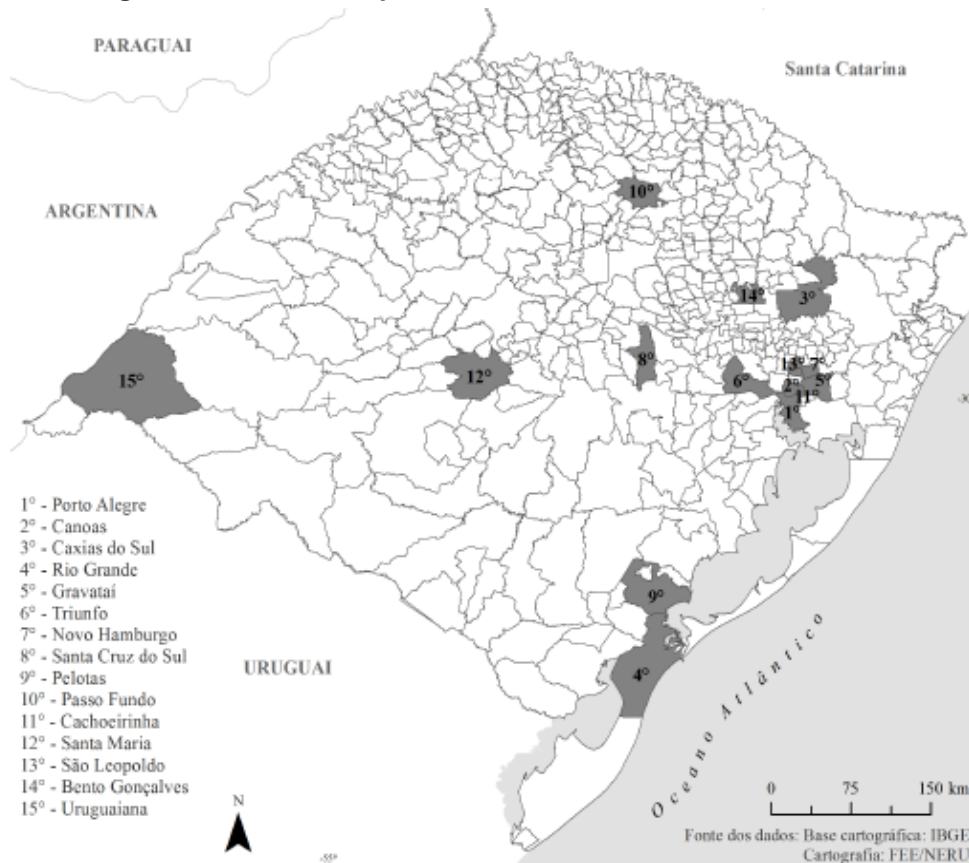 PARAGUAI
Santa Catarina
ARGENTINA
10°
14°
3°
15°
12°
8°
6°
13°
7°
2°
5°
11°
1°
9°
4°
1° - Porto Alegre
2° - Canoas
3° - Caxias do Sul
4° - Rio Grande
5° - Gravataí
6° - Triunfo
7° - Novo Hamburgo
8° - Santa Cruz do Sul
9° - Pelotas
10° - Passo Fundo
11° - Cachoeirinha
12° - Santa Maria
13° - São Leopoldo
14° - Bento Gonçalves
15° - Uruguaiana
URUGUAI
Oceano Atlântico
N
-55°
0 75 150 km
Fonte dos dados: Base cartográfica: IBGE
Cartografia: FEE/NERU